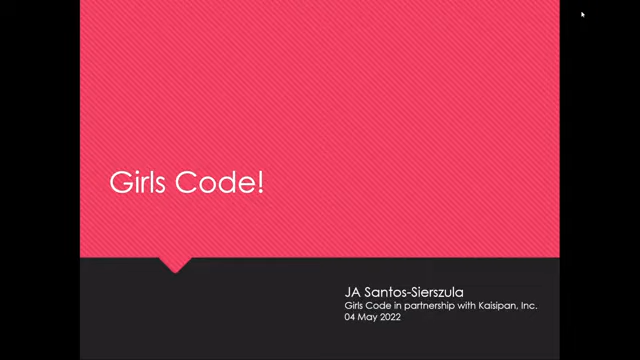 Girls Code!
JA Santos-Sierszula
Girls Code in partnership with Kaisipan, Inc.
04 May 2022